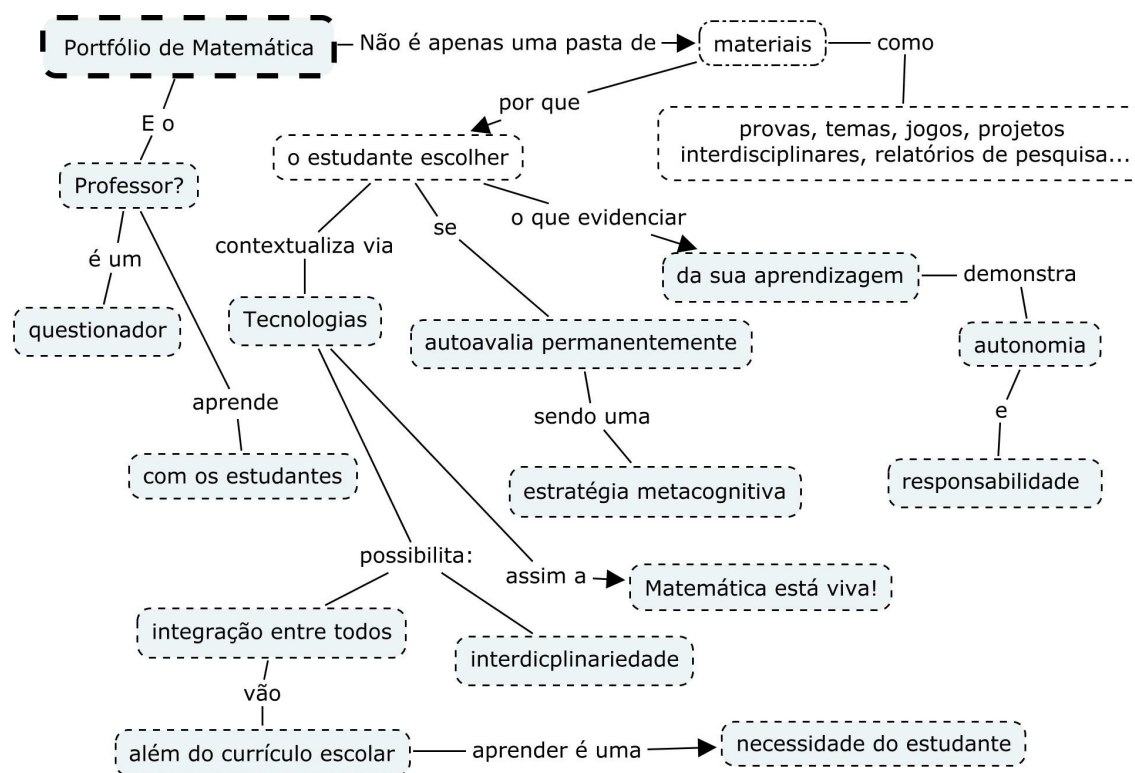 Portfólio de Matemática
Não é apenas uma pasta de
materiais
como
por que
provas, temas, jogos, projetos
interdisciplinares, relatórios de pesquisa...
E o
o estudante escolher
Professor?
se
o que evidenciar
contextualiza via
é um
da sua aprendizagem
demonstra
questionador
Tecnologias
autoavalia permanentemente
autonomia
aprende
sendo uma
e
com os estudantes
estratégia metacognitiva
responsabilidade
possibilita:
assim a
Matemática está viva!
integração entre todos
interdicplinariedade
vão
além do currículo escolar
aprender é uma
necessidade do estudante